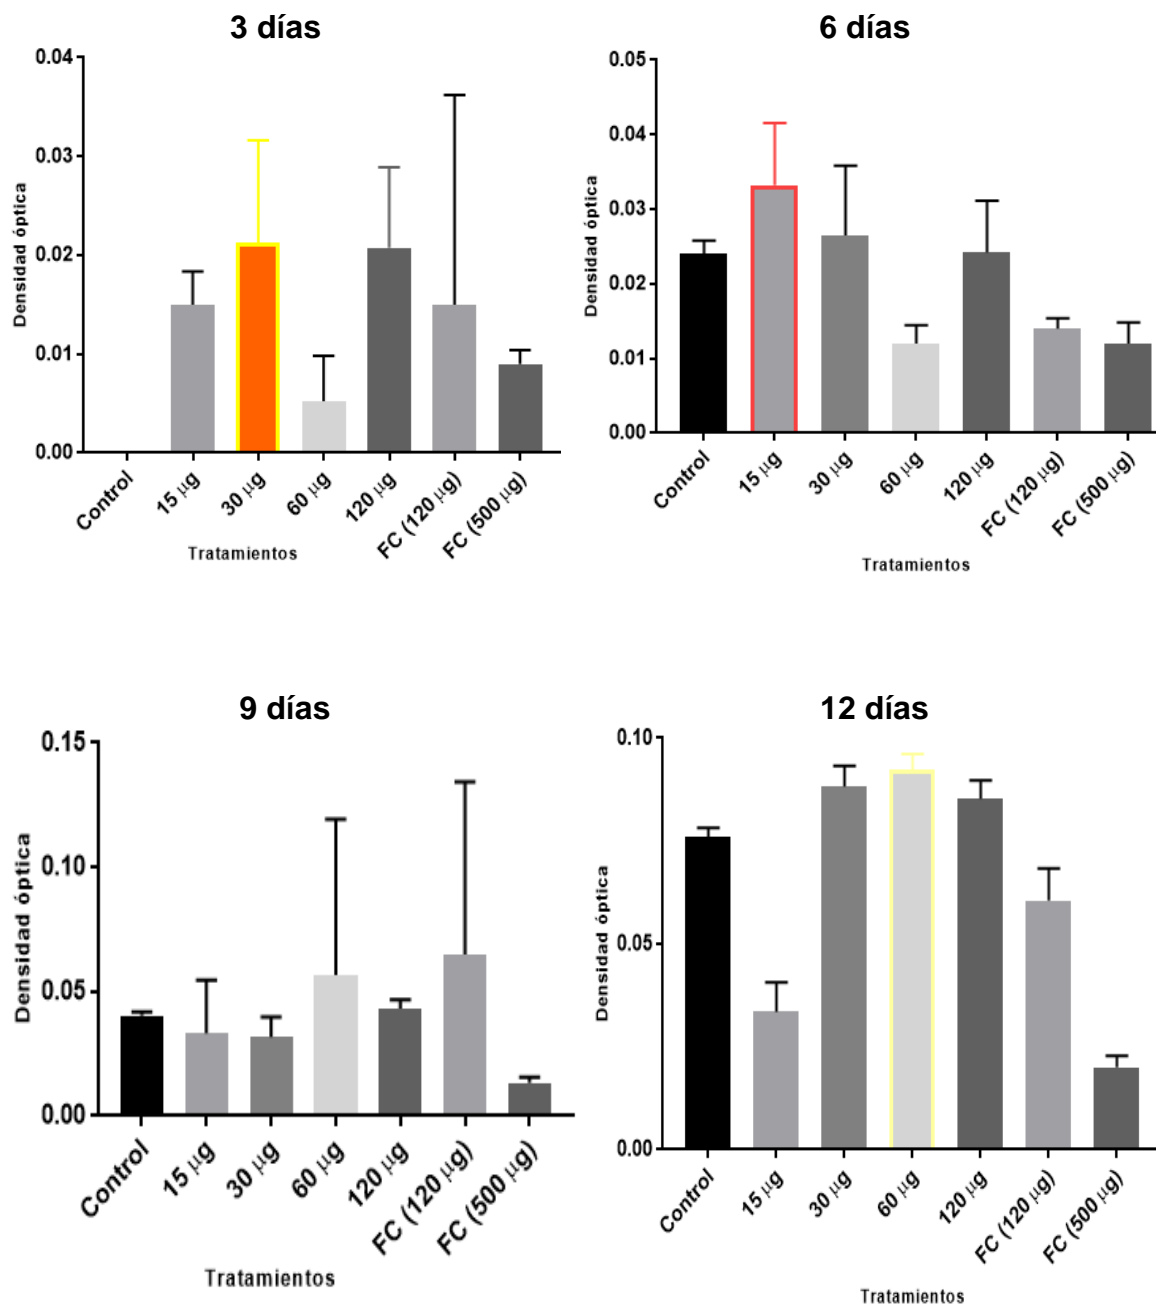 3 días
0.04
0.03
0.02
0.01
0.00
Densidad óptica
Control
15 µg
30 µg
60 µg
120 µg
FC (120 µg)
FC (500 µg)
Tratamientos
6 días
0.05
0.04
0.03
0.02
0.01
0.00
Densidad óptica
Control
15 µg
30 µg
60 µg
120 µg
FC (120 µg)
FC (500 µg)
Tratamientos
9 días
0.15
0.10
0.05
0.00
Densidad óptica
Control
15 µg
30 µg
60 µg
120 µg
FC (120 µg)
FC (500 µg)
Tratamientos
12 días
0.10
0.05
0.00
Densidad óptica
Control
15 µg
30 µg
60 µg
120 µg
FC (120 µg)
FC (500 µg)
Tratamientos